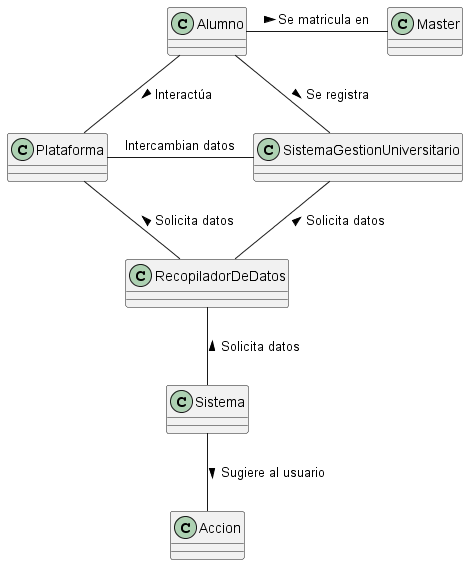 C Alumno
Se matricula en
C Master
Interactúa
Se registra
C Plataforma
Intercambian datos
C SistemaGestionUniversitario
Solicita datos
Solicita datos
C RecopiladorDeDatos
Solicita datos
C Sistema
Sugiere al usuario
C Accion